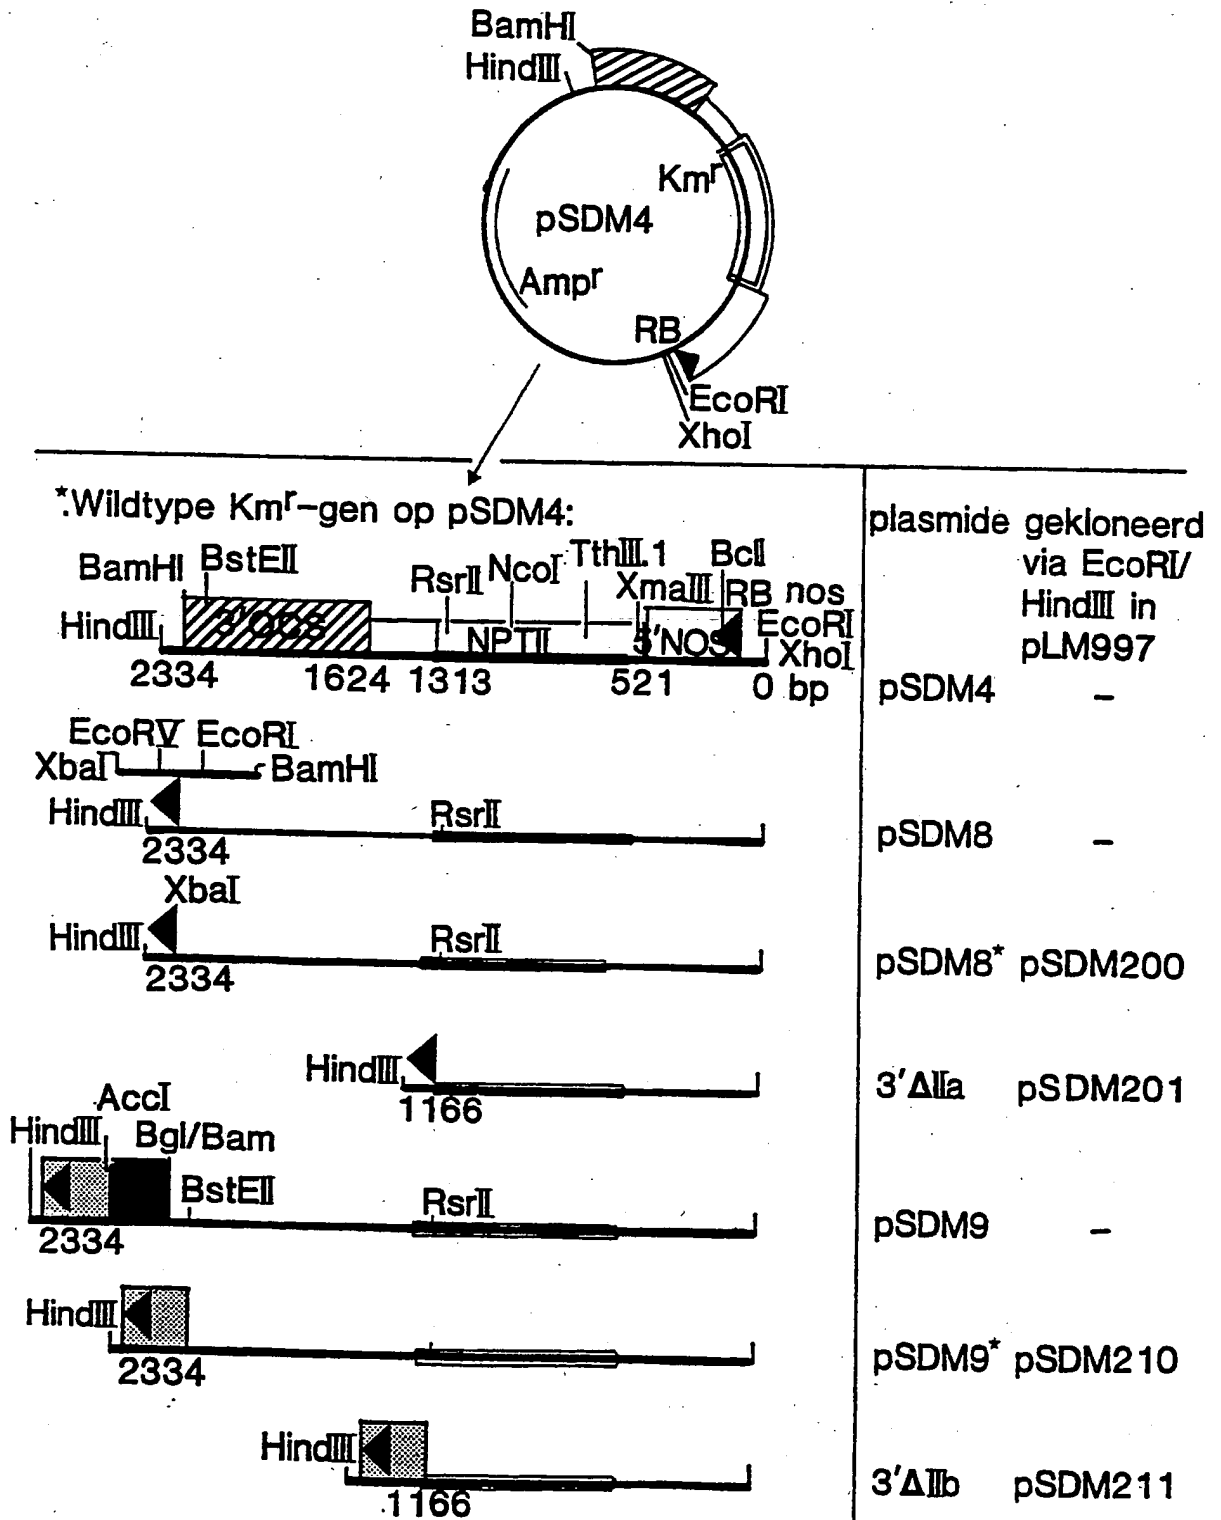 BamHI
HindIII
Kmr
pSDM4
Ampr
RB
EcoRI
XhoI
*.Wildtype Kmr-gen op pSDM4:
plasmide gekloneerd
via EcoRI/
HindIII in
pLM997
BamHI BstEII RsrII NcoI TthIII.1 XmaIII BclI RB nos
HindIII 3'OCS NPTII 5'NOS EcoRI
XhoI
2334 1624 1313 521 0 bp
pSDM4 -
EcoRV EcoRI
XbaI BamHI
HindIII RsrII
2334
pSDM8 -
XbaI
HindIII RsrII
2334
pSDM8* pSDM200
HindIII
1166
3'ΔIIa pSDM201
AccI
HindIII Bgl/Bam
BstEII RsrII
2334
pSDM9 -
HindIII
2334
pSDM9* pSDM210
HindIII
1166
3'ΔIIb pSDM211